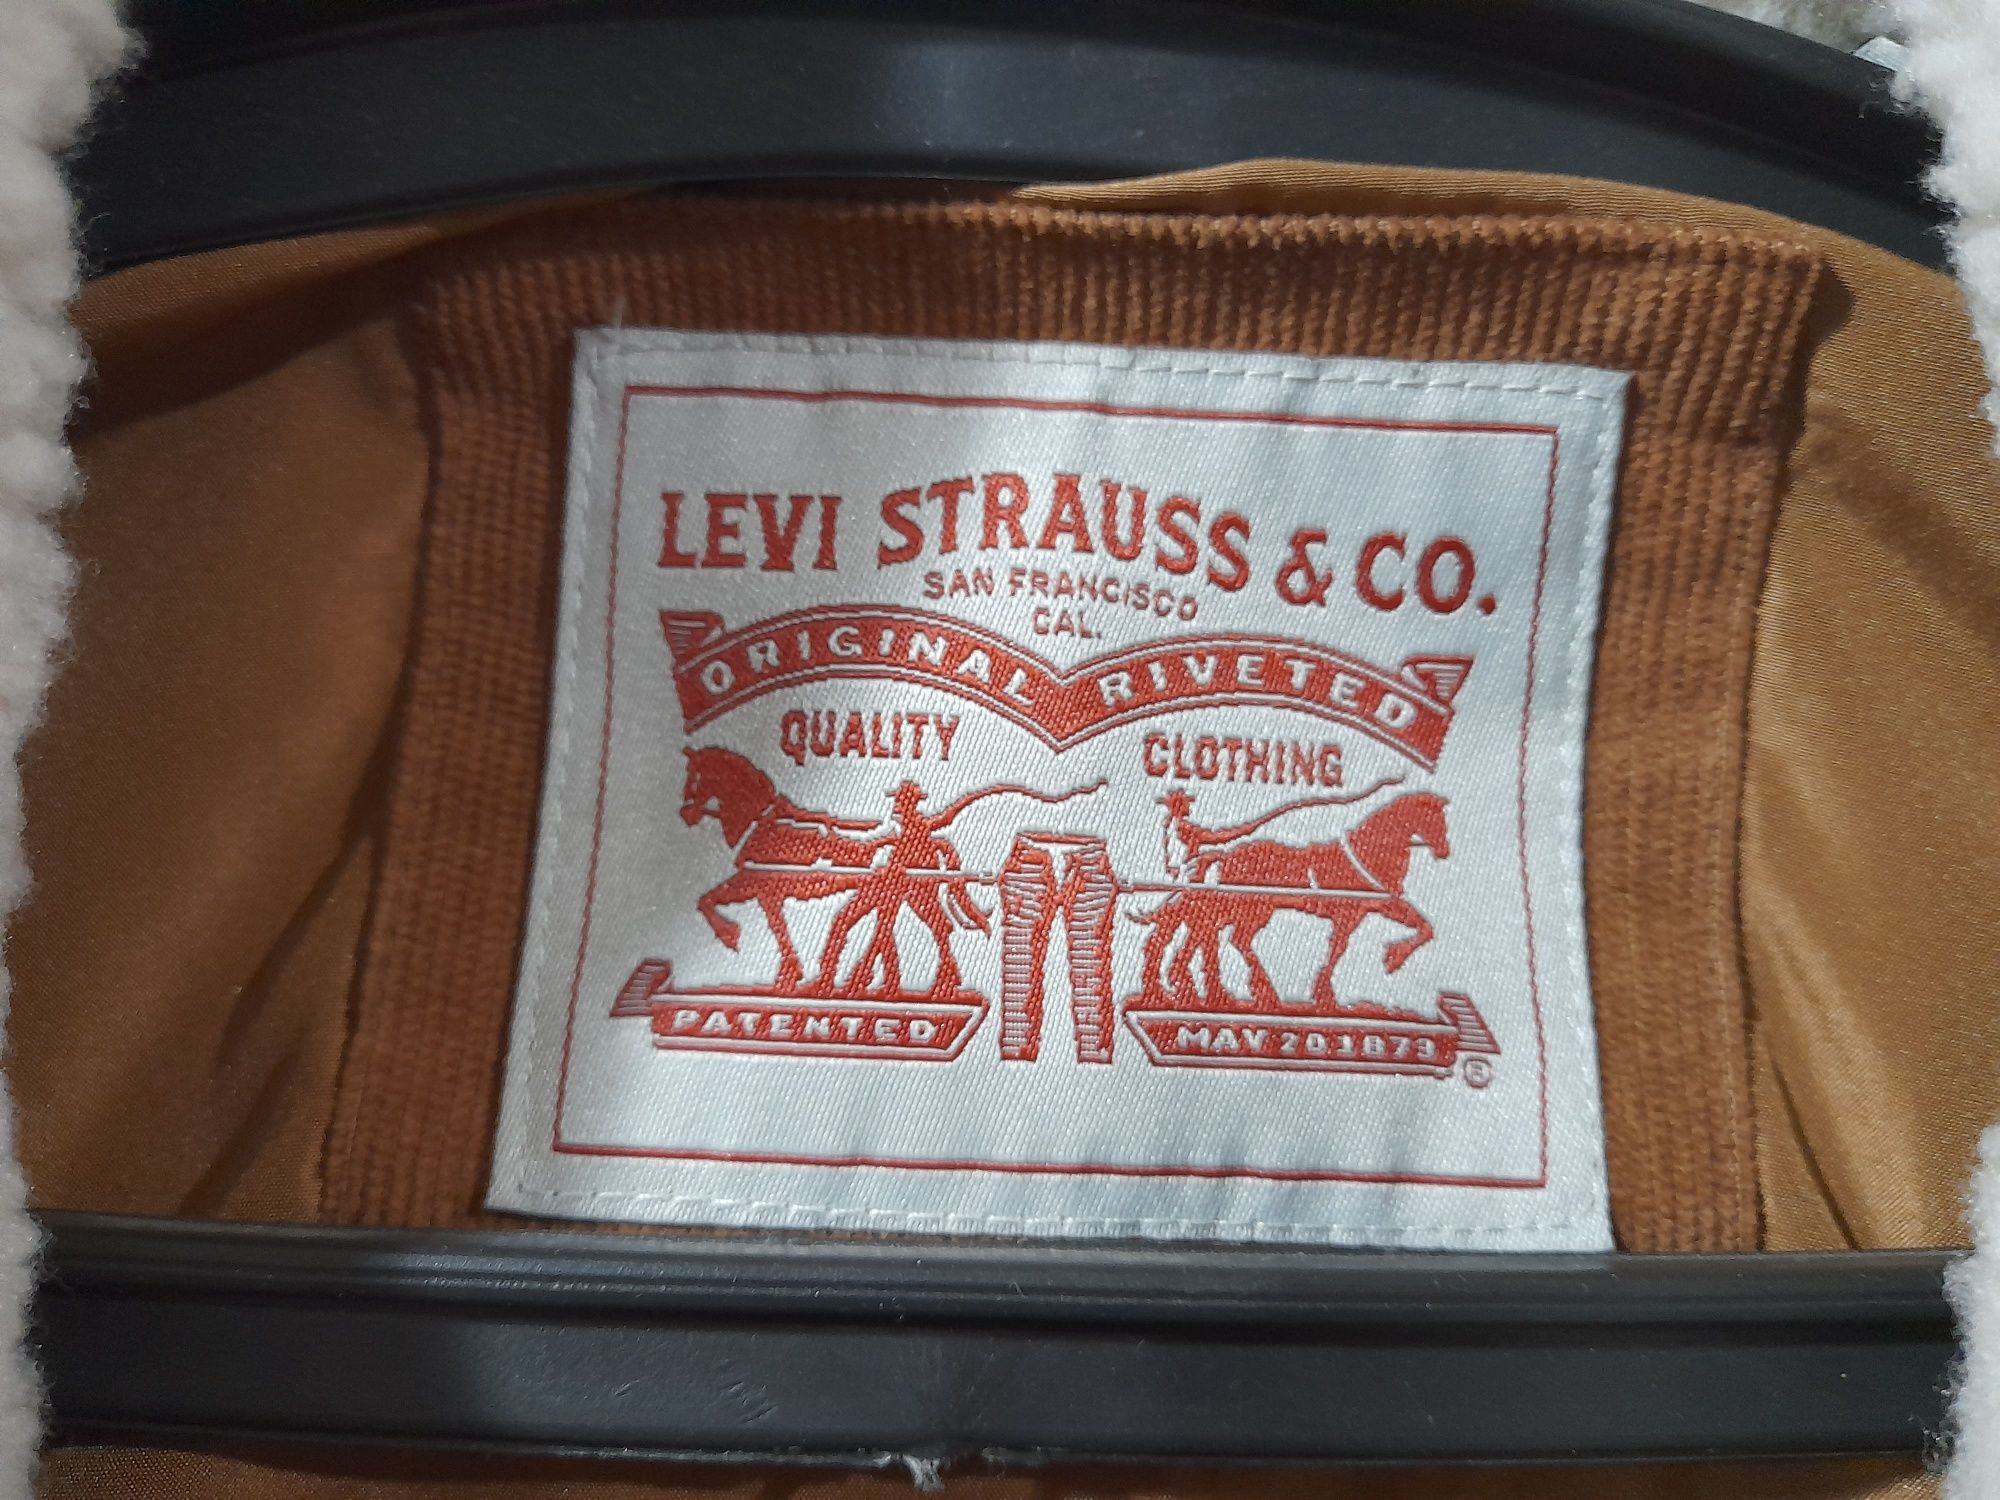 LEVI STRAUSS & CO.
SAN FRANCISCO
CAL.
ORIGINAL RIVETED
QUALITY CLOTHING
PATENTED MAY 20 1873
®